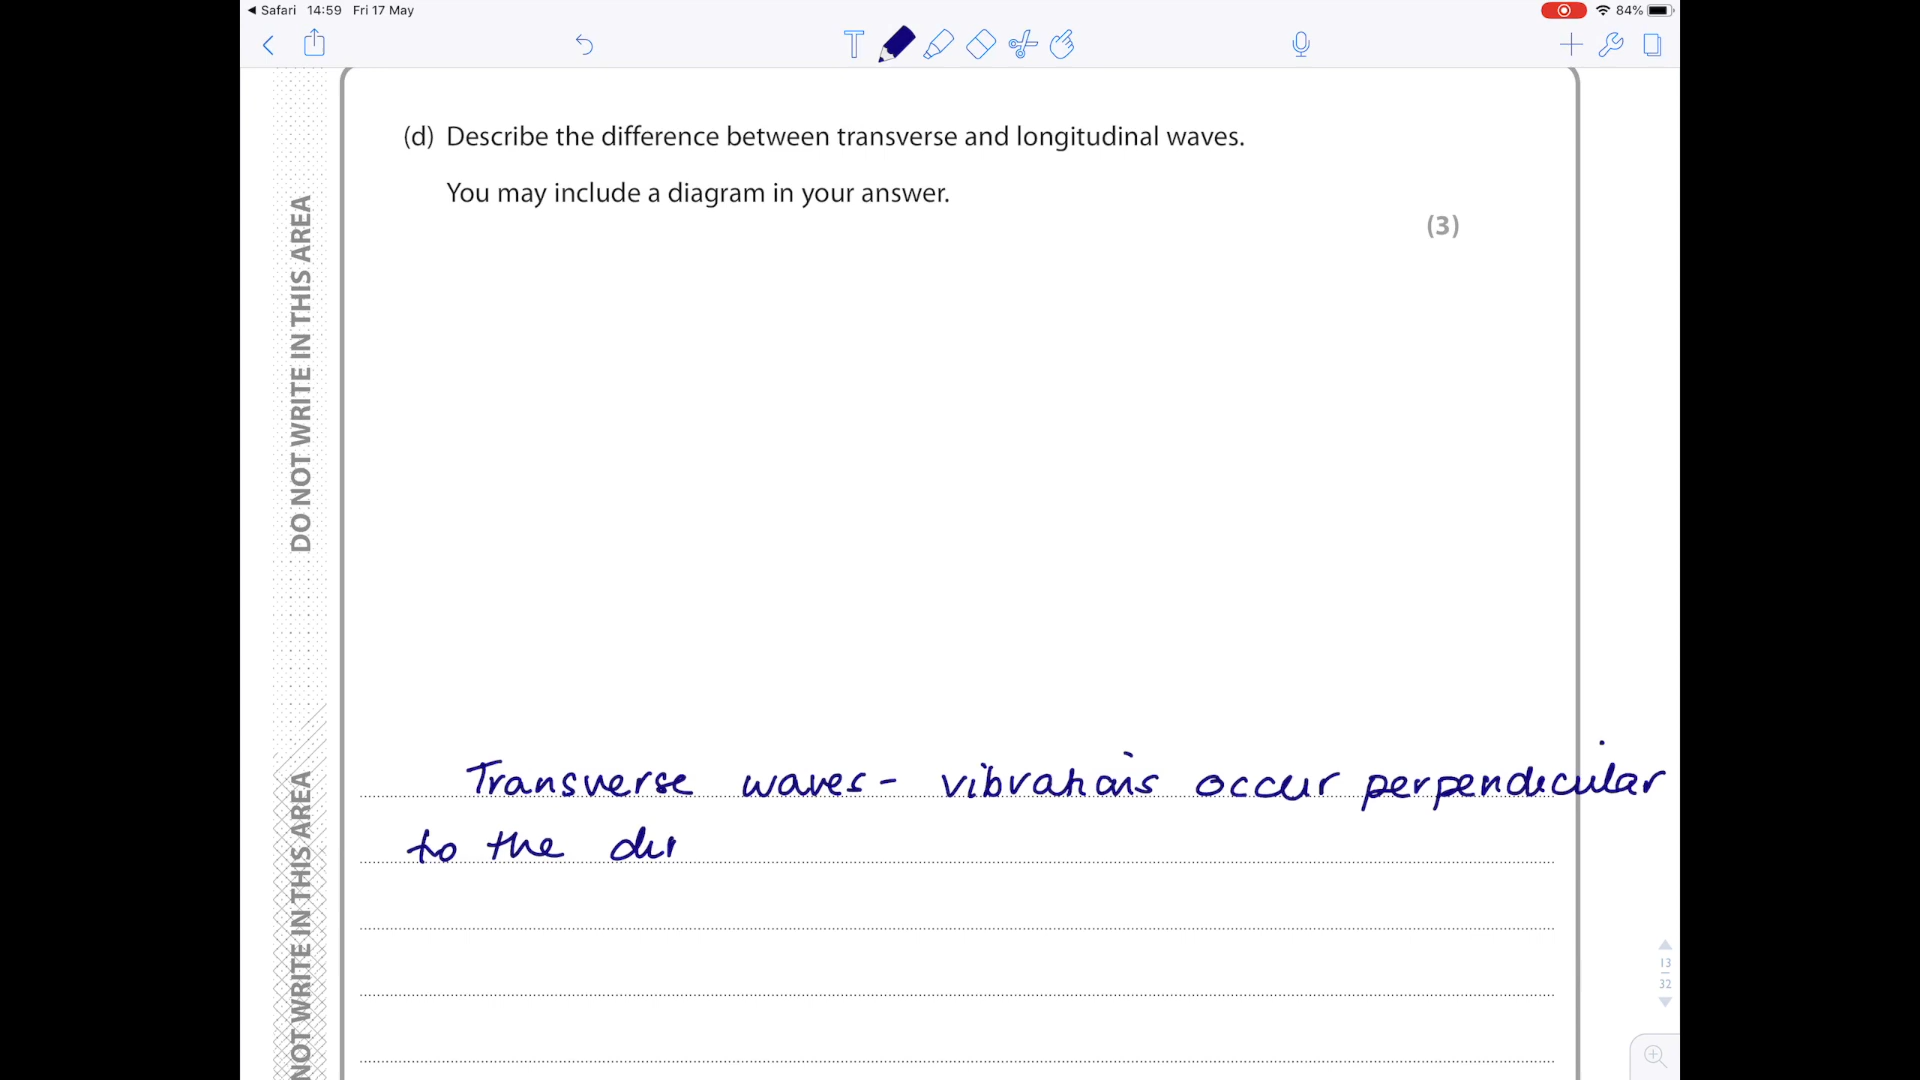 Safari 14:59 Fri 17 May
84%
T
(d) Describe the difference between transverse and longitudinal waves.
You may include a diagram in your answer.
(3)
DO NOT WRITE IN THIS AREA
Transverse waves - vibrations occur perpendicular
to the dir
NOT WRITE IN THIS AREA
13
32